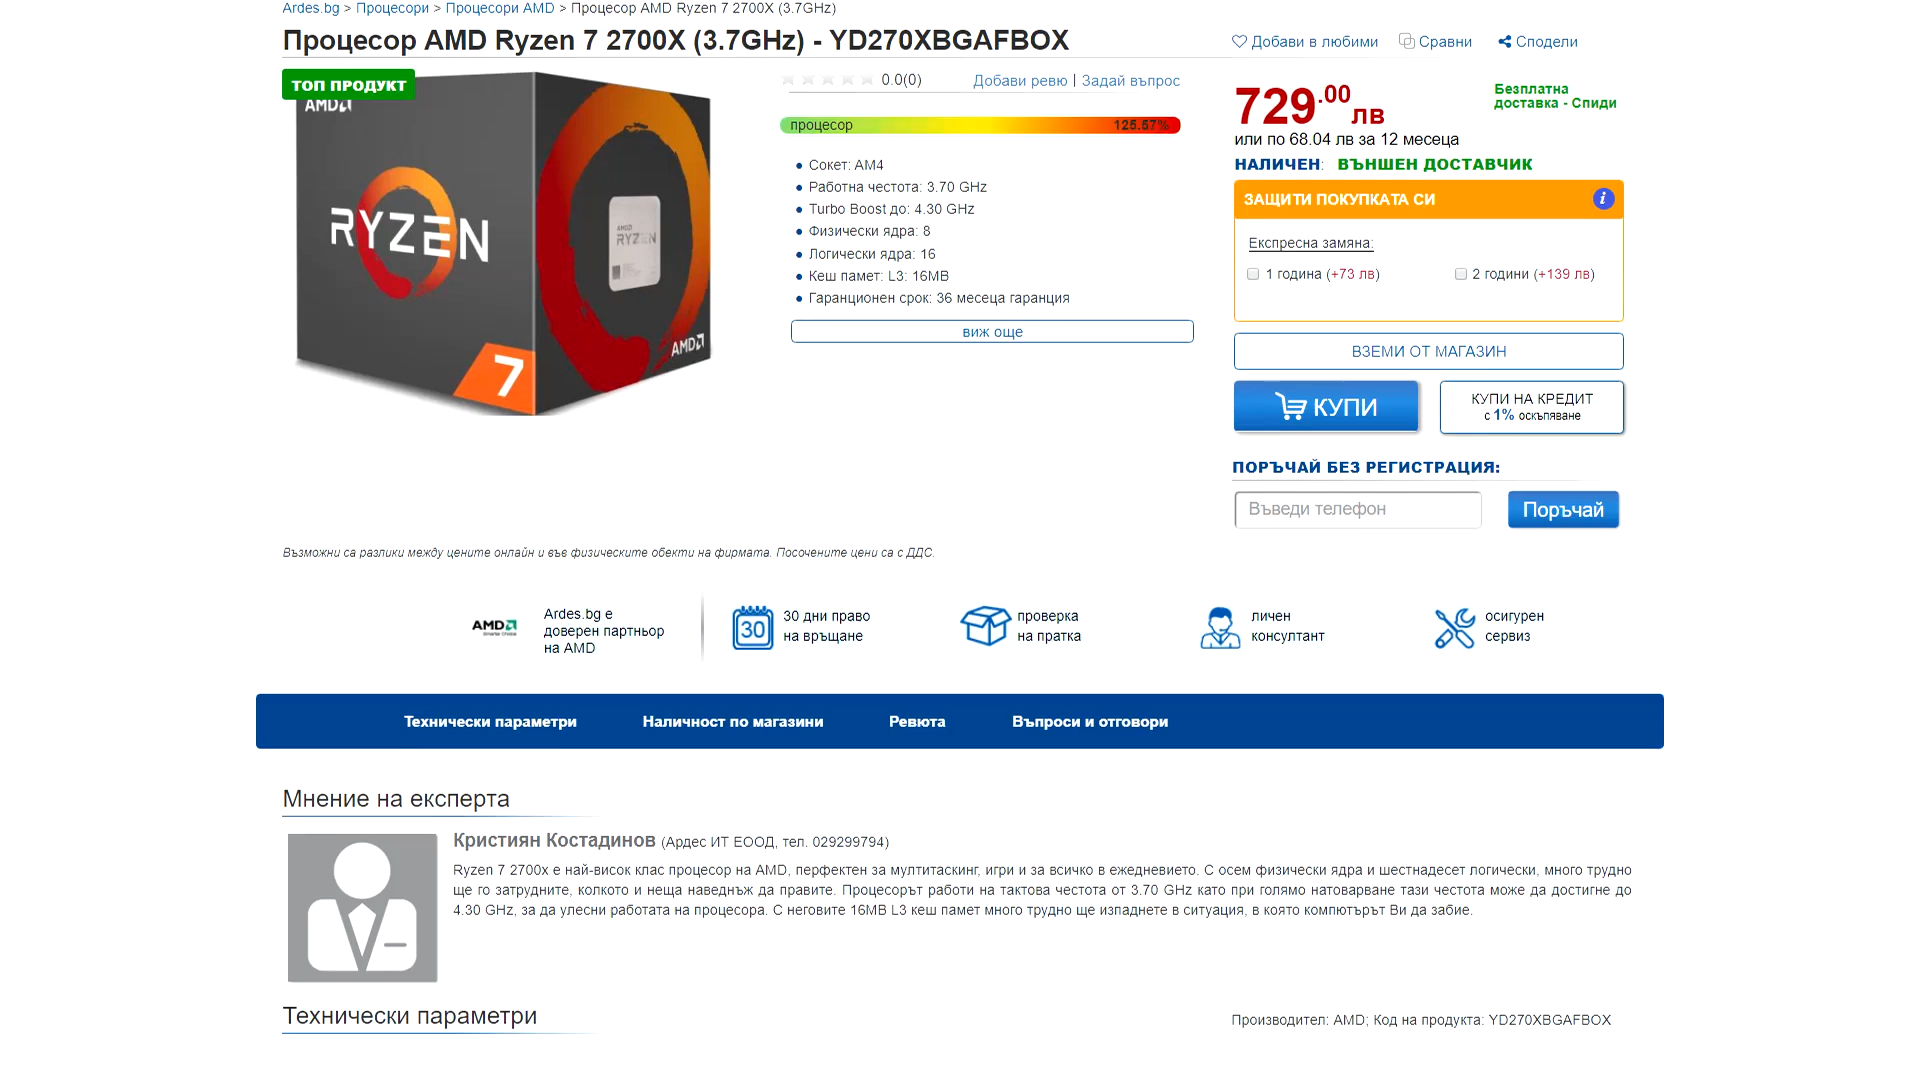 Ardes.bg > Процесори > Процесори AMD > Процесор AMD Ryzen 7 2700X (3.7GHz)
Процесор AMD Ryzen 7 2700X (3.7GHz) - YD270XBGAFBOX
Добави в любими Сравни Сподели
ТОП ПРОДУКТ
AMD
RYZEN
AMD
RYZEN
AMD
7
0.0(0) Добави ревю | Задай въпрос
процесор 125.57%
Сокет: AM4
Работна честота: 3.70 GHz
Turbo Boost до: 4.30 GHz
Физически ядра: 8
Логически ядра: 16
Кеш памет: L3: 16MB
Гаранционен срок: 36 месеца гаранция
виж още
729.00 лв
Безплатна
доставка - Спиди
или по 68.04 лв за 12 месеца
НАЛИЧЕН: ВЪНШЕН ДОСТАВЧИК
ЗАЩИТИ ПОКУПКАТА СИ i
Експресна замяна:
1 година (+73 лв) 2 години (+139 лв)
ВЗЕМИ ОТ МАГАЗИН
КУПИ
КУПИ НА КРЕДИТ
с 1% оскъпяване
ПОРЪЧАЙ БЕЗ РЕГИСТРАЦИЯ:
Въведи телефон Поръчай
Възможни са разлики между цените онлайн и във физическите обекти на фирмата. Посочените цени са с ДДС.
AMD
Ardes.bg е
доверен партньор
на AMD
30
30 дни право
на връщане
проверка
на пратка
личен
консултант
осигурен
сервиз
Технически параметри Наличност по магазини Ревюта Въпроси и отговори
Мнение на експерта
Кристиян Костадинов (Ардес ИТ ЕООД, тел. 029299794)
Ryzen 7 2700x е най-висок клас процесор на AMD, перфектен за мултитаскинг, игри и за всичко в ежедневието. С осем физически ядра и шестнадесет логически, много трудно
ще го затрудните, колкото и неща наведнъж да правите. Процесорът работи на тактова честота от 3.70 GHz като при голямо натоварване тази честота може да достигне до
4.30 GHz, за да улесни работата на процесора. С неговите 16MB L3 кеш памет много трудно ще изпаднете в ситуация, в която компютърът Ви да забие.
Технически параметри
Производител: AMD; Код на продукта: YD270XBGAFBOX